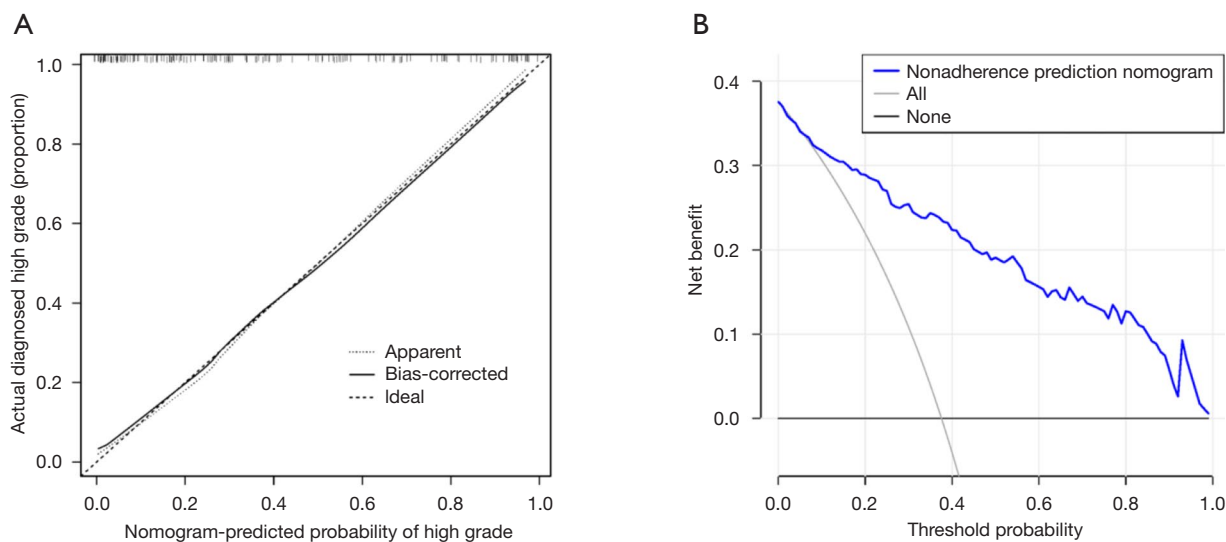 A
Actual diagnosed high grade (proportion)
1.0
0.8
0.6
0.4
0.2
0.0
Apparent
Bias-corrected
Ideal
0.0 0.2 0.4 0.6 0.8 1.0
Nomogram-predicted probability of high grade
B
Net benefit
0.4
0.3
0.2
0.1
0.0
Nonadherence prediction nomogram
All
None
0.0 0.2 0.4 0.6 0.8 1.0
Threshold probability